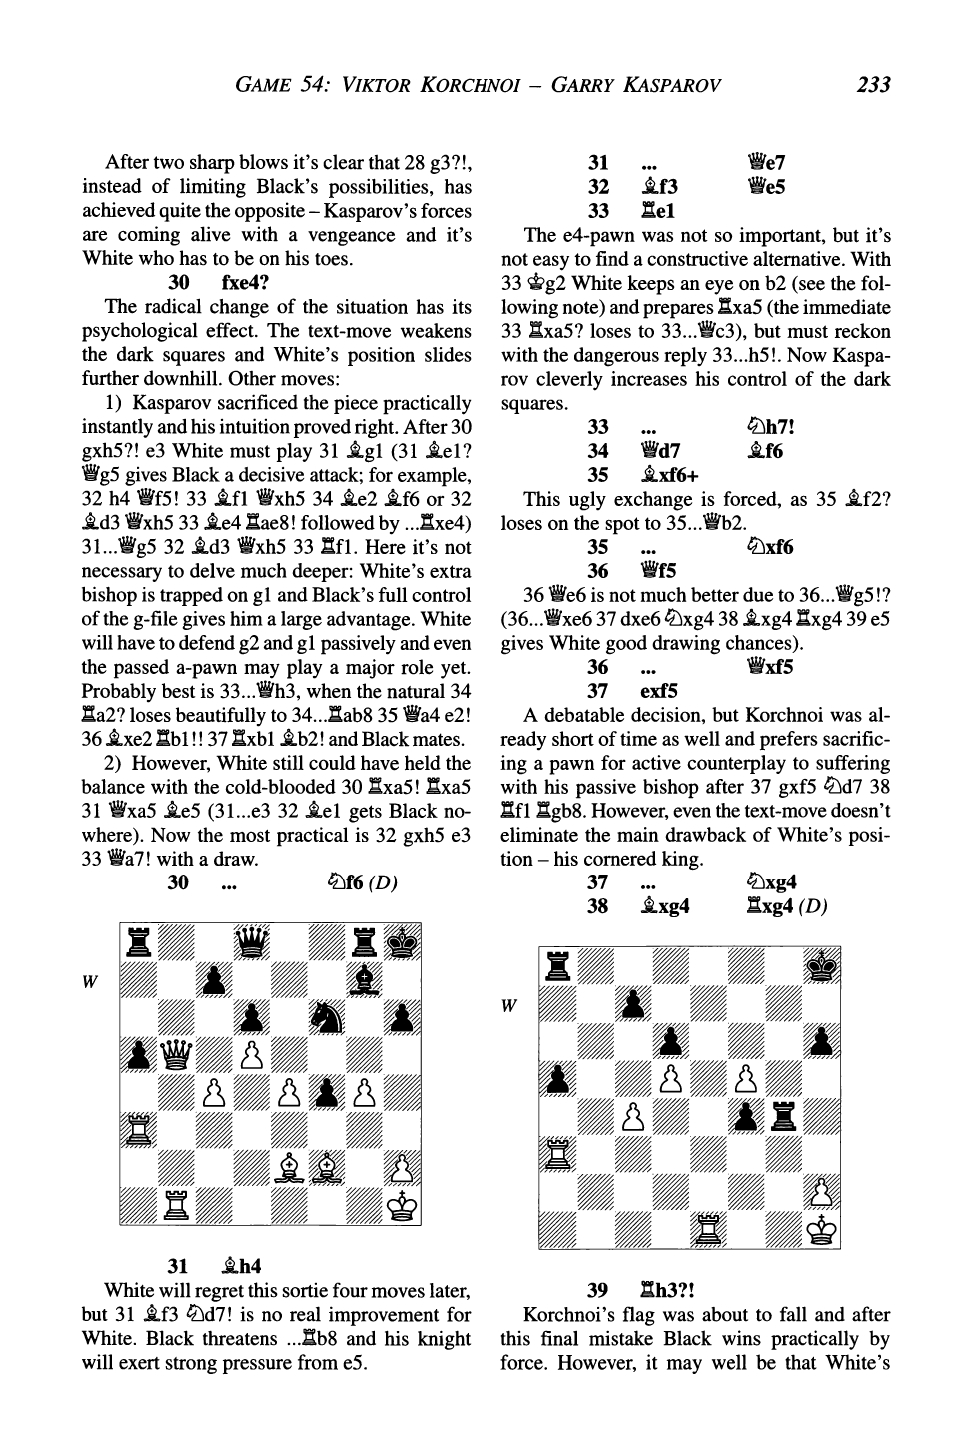 GAME 54: VIKTOR KORCHNOI – GARRY KASPAROV 233
After two sharp blows it's clear that 28 g3?!,
instead of limiting Black's possibilities, has
achieved quite the opposite – Kasparov's forces
are coming alive with a vengeance and it's
White who has to be on his toes.
30 fxe4?
The radical change of the situation has its
psychological effect. The text-move weakens
the dark squares and White's position slides
further downhill. Other moves:
1) Kasparov sacrificed the piece practically
instantly and his intuition proved right. After 30
gxh5?! e3 White must play 31 ♗g1 (31 ♗e1?
♕g5 gives Black a decisive attack; for example,
32 h4 ♕f5! 33 ♗f1 ♕xh5 34 ♗e2 ♗f6 or 32
♗d3 ♕xh5 33 ♗e4 ♖ae8! followed by ...♖xe4)
31...♕g5 32 ♗d3 ♕xh5 33 ♖f1. Here it's not
necessary to delve much deeper: White's extra
bishop is trapped on g1 and Black's full control
of the g-file gives him a large advantage. White
will have to defend g2 and g1 passively and even
the passed a-pawn may play a major role yet.
Probably best is 33...♕h3, when the natural 34
♖a2? loses beautifully to 34...♖ab8 35 ♕a4 e2!
36 ♗xe2 ♖b1!! 37 ♖xb1 ♗b2! and Black mates.
2) However, White still could have held the
balance with the cold-blooded 30 ♖xa5! ♖xa5
31 ♕xa5 ♗e5 (31...e3 32 ♗e1 gets Black no-
where). Now the most practical is 32 gxh5 e3
33 ♕a7! with a draw.
30 ... ♘f6 (D)
W
31 ♗h4
White will regret this sortie four moves later,
but 31 ♗f3 ♘d7! is no real improvement for
White. Black threatens ...♖b8 and his knight
will exert strong pressure from e5.
31 ... ♕e7
32 ♗f3 ♕e5
33 ♖e1
The e4-pawn was not so important, but it's
not easy to find a constructive alternative. With
33 ♔g2 White keeps an eye on b2 (see the fol-
lowing note) and prepares ♖xa5 (the immediate
33 ♖xa5? loses to 33...♕c3), but must reckon
with the dangerous reply 33...h5!. Now Kaspa-
rov cleverly increases his control of the dark
squares.
33 ... ♘h7!
34 ♕d7 ♗f6
35 ♗xf6+
This ugly exchange is forced, as 35 ♗f2?
loses on the spot to 35...♕b2.
35 ... ♘xf6
36 ♕f5
36 ♕e6 is not much better due to 36...♕g5!?
(36...♕xe6 37 dxe6 ♘xg4 38 ♗xg4 ♖xg4 39 e5
gives White good drawing chances).
36 ... ♕xf5
37 exf5
A debatable decision, but Korchnoi was al-
ready short of time as well and prefers sacrific-
ing a pawn for active counterplay to suffering
with his passive bishop after 37 gxf5 ♘d7 38
♖f1 ♖gb8. However, even the text-move doesn't
eliminate the main drawback of White's posi-
tion – his cornered king.
37 ... ♘xg4
38 ♗xg4 ♖xg4 (D)
W
39 ♖h3?!
Korchnoi's flag was about to fall and after
this final mistake Black wins practically by
force. However, it may well be that White's